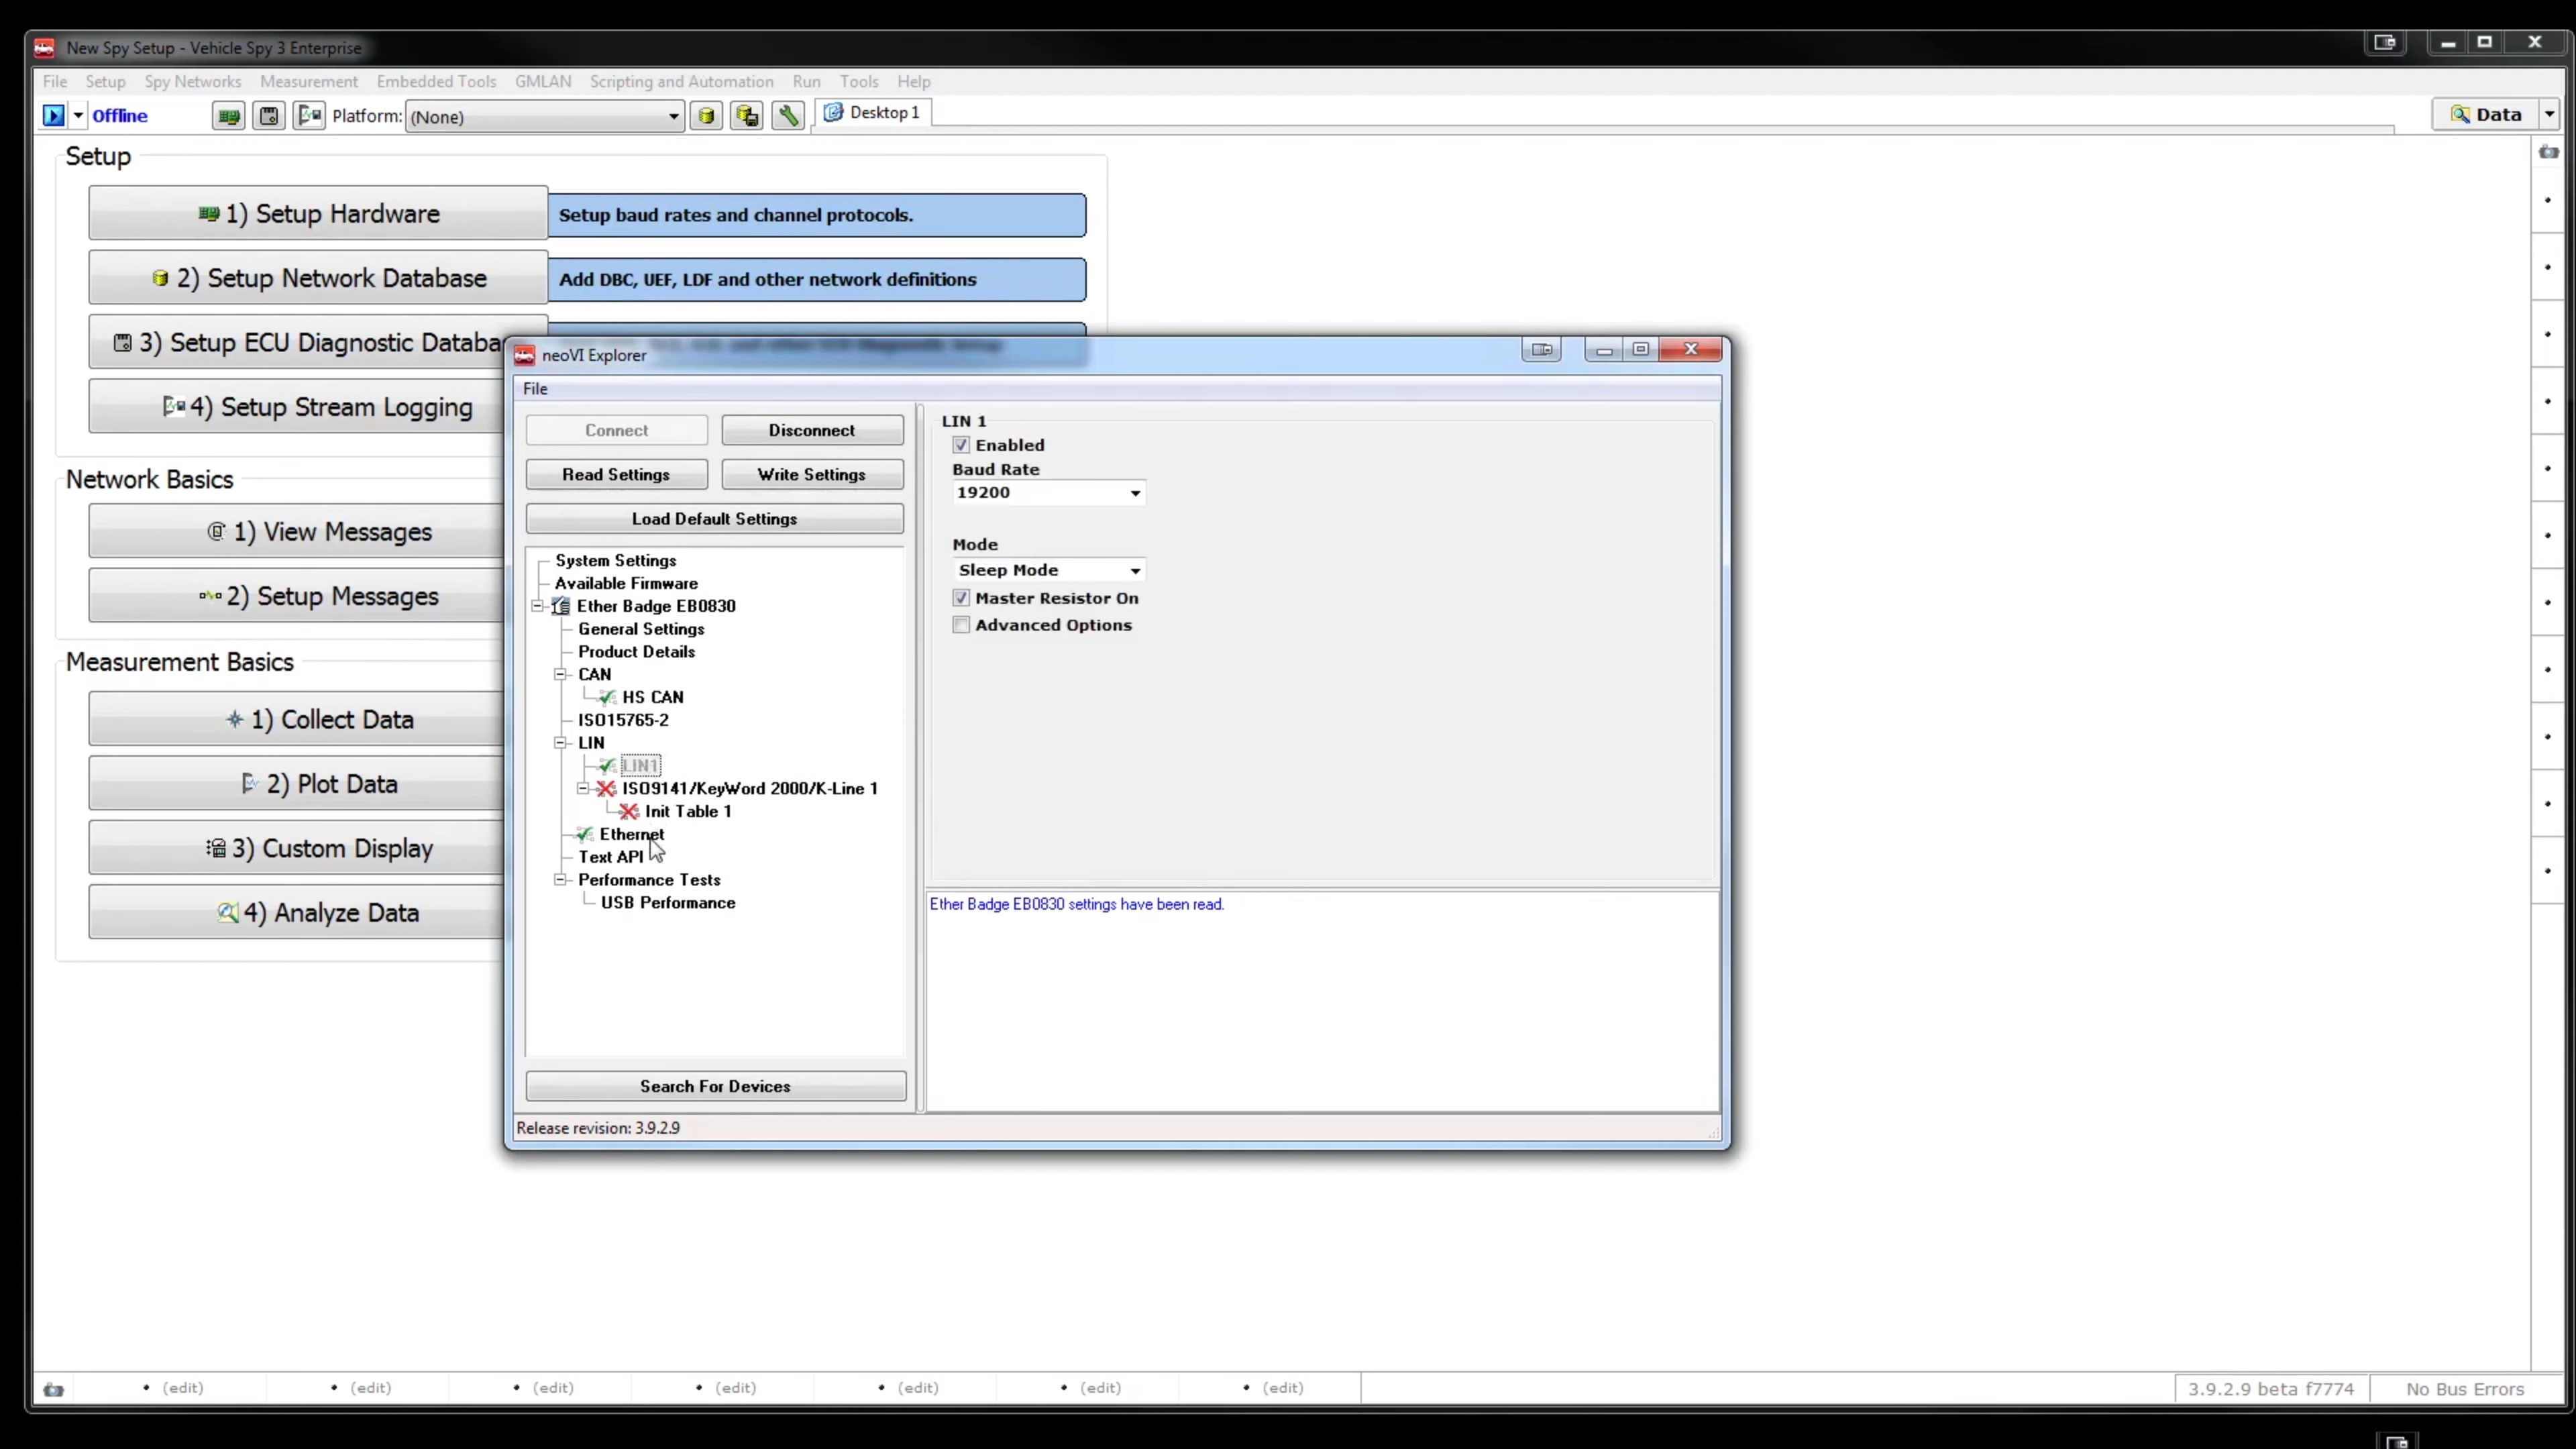 New Spy Setup - Vehicle Spy 3 Enterprise
File Setup Spy Networks Measurement Embedded Tools GMLAN Scripting and Automation Run Tools Help
Offline Platform: (None) Desktop 1 Data
Setup
1) Setup Hardware Setup baud rates and channel protocols.
2) Setup Network Database Add DBC, UEF, LDF and other network definitions
3) Setup ECU Diagnostic Databa
4) Setup Stream Logging
Network Basics
1) View Messages
2) Setup Messages
Measurement Basics
1) Collect Data
2) Plot Data
3) Custom Display
4) Analyze Data
neoVI Explorer
File
Connect Disconnect
Read Settings Write Settings
Load Default Settings
System Settings
Available Firmware
Ether Badge EB0830
General Settings
Product Details
CAN
HS CAN
ISO15765-2
LIN
LIN1
ISO9141/KeyWord 2000/K-Line 1
Init Table 1
Ethernet
Text API
Performance Tests
USB Performance
Search For Devices
Release revision: 3.9.2.9
LIN 1
Enabled
Baud Rate
19200
Mode
Sleep Mode
Master Resistor On
Advanced Options
Ether Badge EB0830 settings have been read.
(edit) (edit) (edit) (edit) (edit) (edit) (edit) 3.9.2.9 beta f7774 No Bus Errors